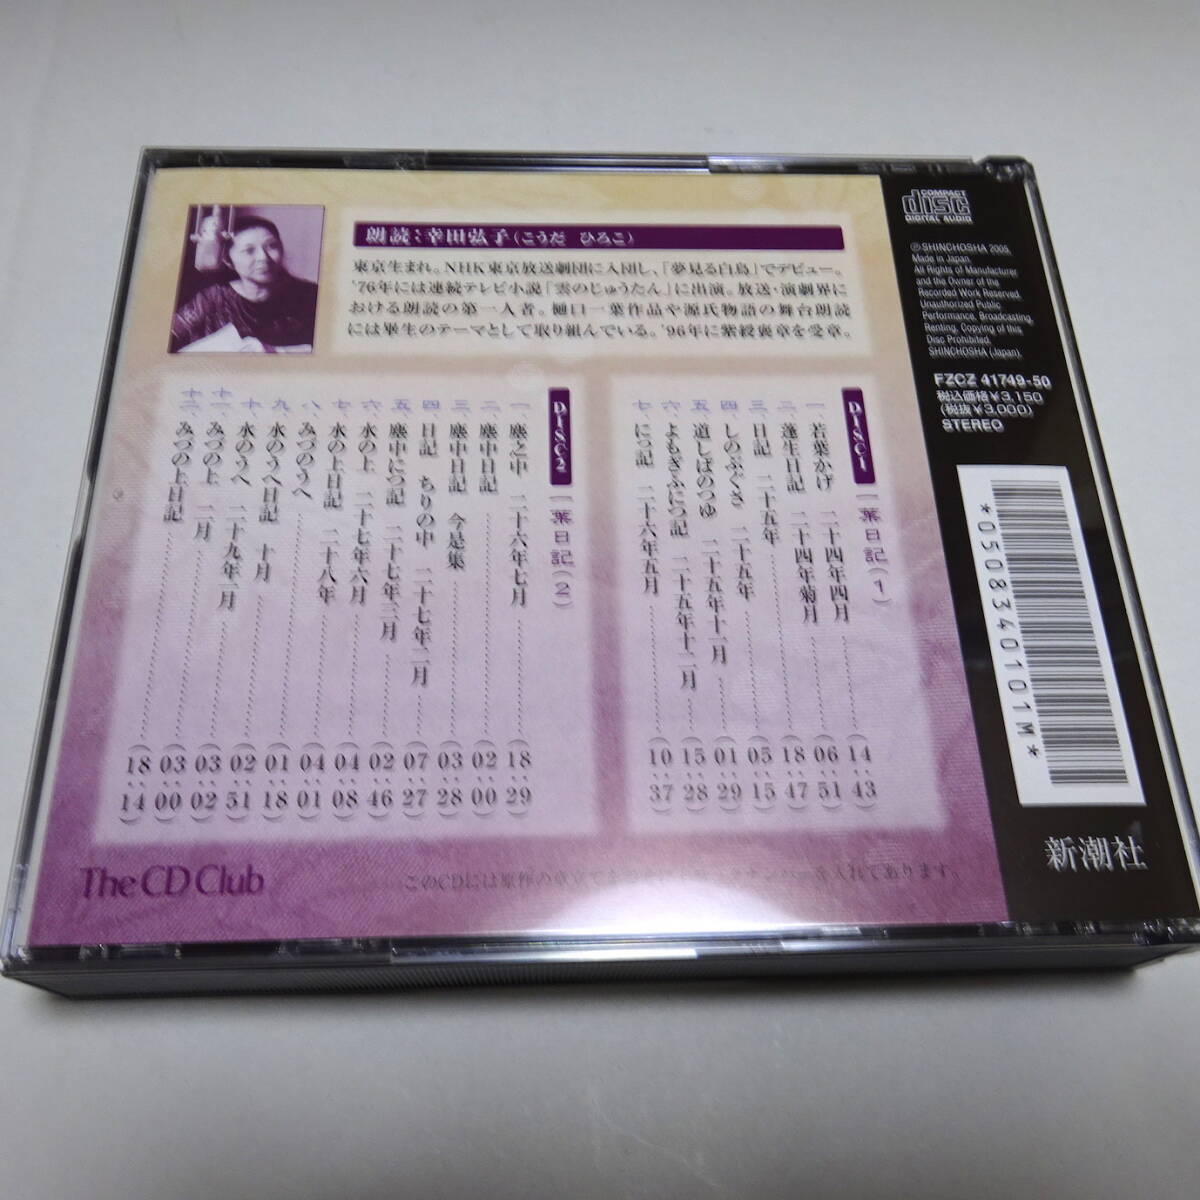 朗読：幸田弘子（こうだ ひろこ）
東京生まれ。NHK東京放送劇団に入団し、「夢見る白鳥」でデビュー。
'76年には連続テレビ小説「雲のじゅうたん」に出演。放送・演劇界に
おける朗読の第一人者。樋口一葉作品や源氏物語の舞台朗読
には畢生のテーマとして取り組んでいる。'96年に紫綬褒章を受章。
DISC1 一葉日記（1）
一、若葉かげ 二十四年四月（14：43）
二、蓬生日記 二十四年菊月（06：51）
三、日記 二十五年（18：47）
四、しのぶぐさ 二十五年（05：15）
五、道しばのつゆ 二十五年十一月（01：29）
六、よもぎふにつ記 二十五年十二月（15：28）
七、につ記 二十六年五月（10：37）
DISC2 一葉日記（2）
一、塵之中 二十六年七月（18：29）
二、塵中日記（02：00）
三、塵中日記 今是集（03：28）
四、日記 ちりの中 二十七年二月（07：27）
五、塵中につ記 二十七年三月（02：46）
六、水の上 二十七年六月（04：08）
七、水の上日記 二十八年（04：01）
八、みづのうへ（01：18）
九、水のうへ日記 十月（02：51）
十、水のうへ 二十九年一月（03：02）
十一、みづの上 二月（03：00）
十二、みづの上日記（18：14）
The CD Club
このCDには原作の章立て
を入れてあります。
COMPACT
disc
DIGITAL AUDIO
ⓅSHINCHOSHA 2005.
Made in Japan.
All Rights of Manufacturer
and the Owner of the
Recorded Work Reserved.
Unauthorized Public
Performance, Broadcasting,
Renting, Copying of this
Disc Prohibited.
SHINCHOSHA (Japan).
FZCZ 41749-50
税込価格￥3,150
（税抜￥3,000）
STEREO
*0508340101M*
新潮社